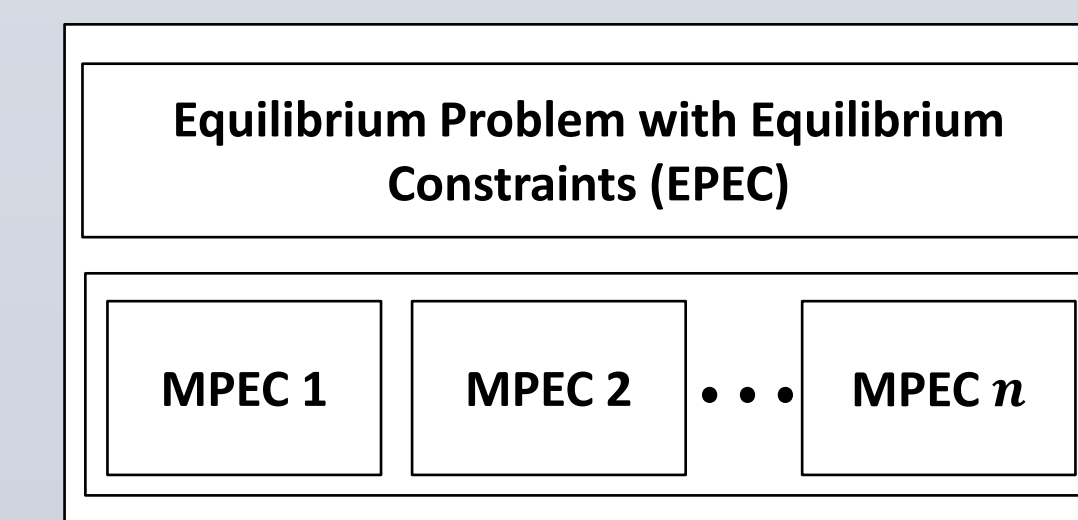 Equilibrium Problem with Equilibrium
Constraints (EPEC)
MPEC 1 MPEC 2 • • • MPEC n